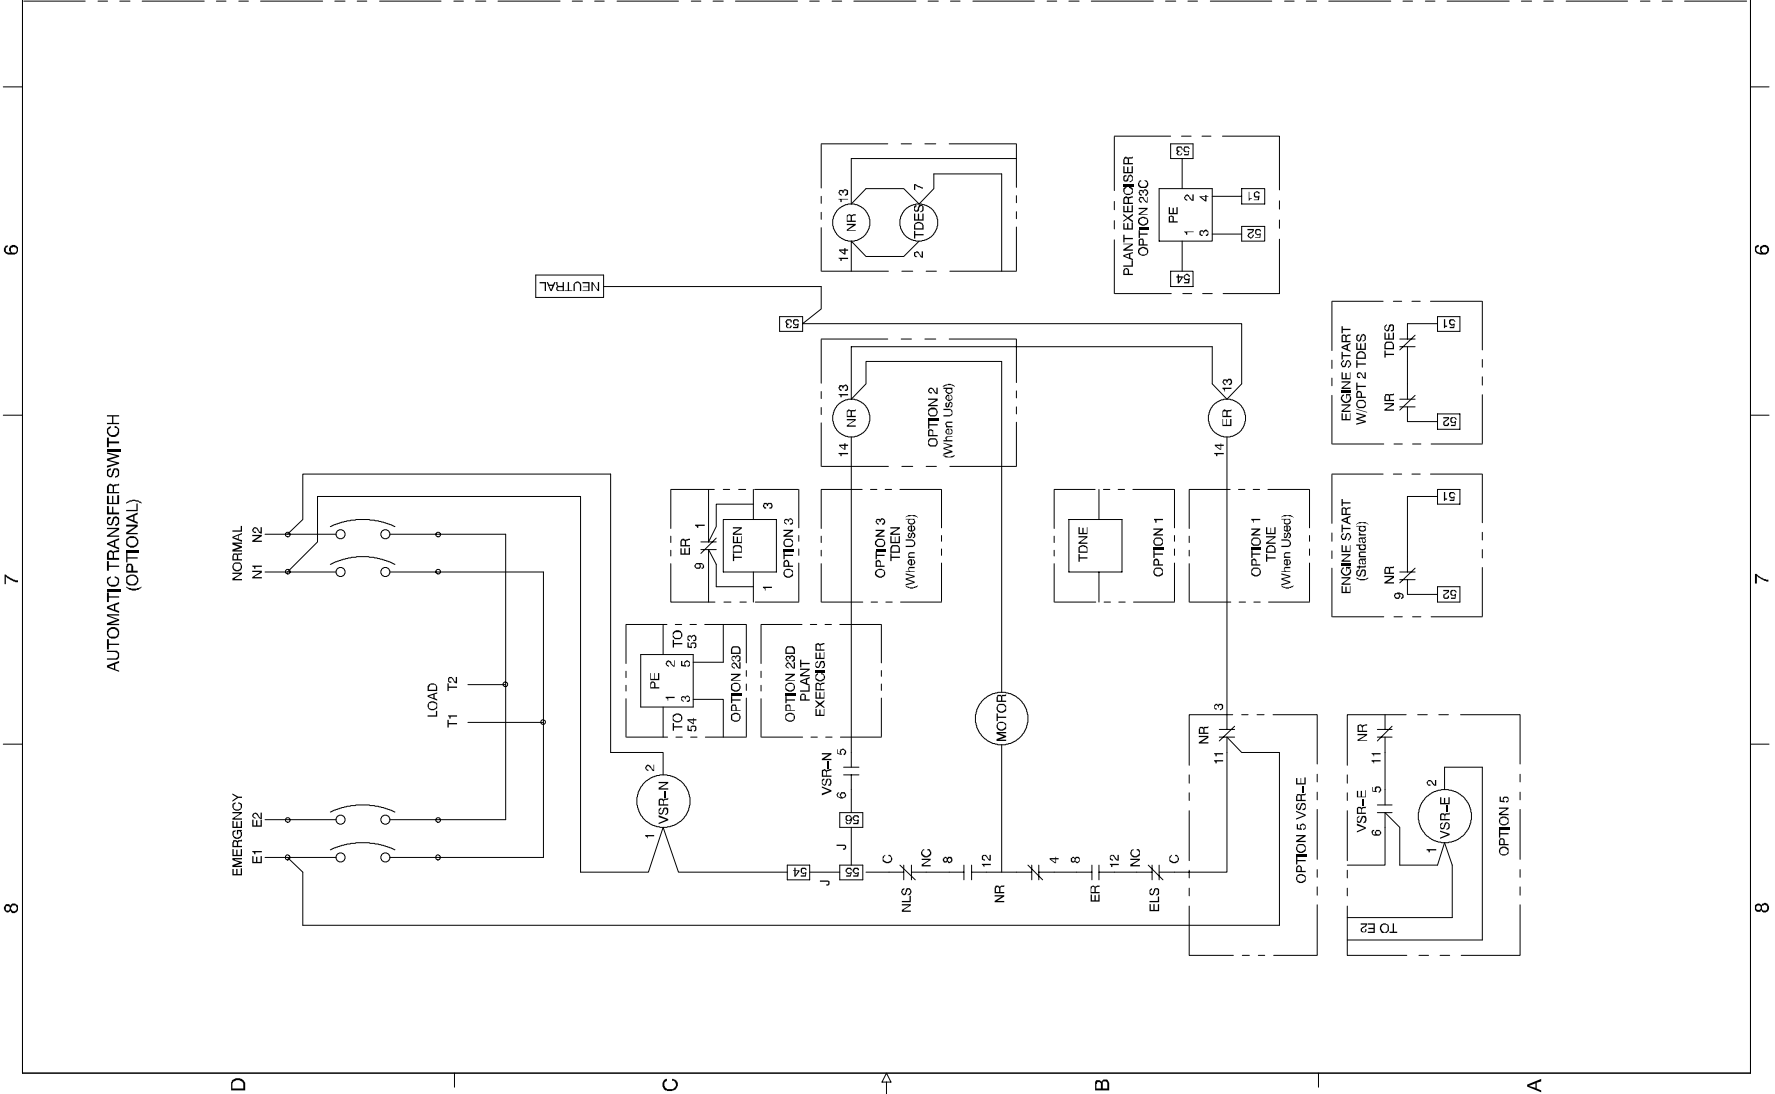 AUTOMATIC TRANSFER SWITCH
(OPTIONAL)
EMERGENCY
E1
E2
LOAD
T1
T2
NORMAL
N1
N2
NEUTRAL
53
VSR-N
1
2
54
J
55
J
56
VSR-N
6
5
PE
1
2
3
5
TO
54
TO
53
OPTION 23D
OPTION 23D
PLANT
EXERCISER
ER
9
1
TDEN
1
3
OPTION 3
OPTION 3
TDEN
(When Used)
14
NR
13
OPTION 2
(When Used)
14
NR
13
2
TDES
7
C
NLS
NC
8
12
NR
4
8
ER
12
NC
ELS
C
MOTOR
TDNE
OPTION 1
OPTION 1
TDNE
(When Used)
14
ER
13
NR
11
3
OPTION 5 VSR-E
PLANT EXERCISER
OPTION 23C
PE
1
2
3
4
54
53
52
51
ENGINE START
(Standard)
9
NR
52
51
ENGINE START
W/OPT 2 TDES
NR
TDES
52
51
VSR-E
6
5
11
NR
1
VSR-E
2
TO E2
OPTION 5
6
7
8
6
7
8
D
C
B
A